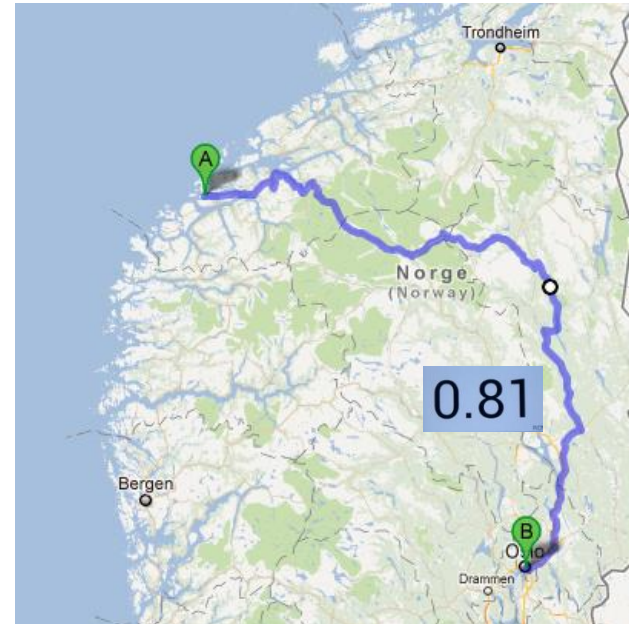 Trondheim
A
Norge
(Norway)
0.81
Bergen
B
Oslo
Drammen